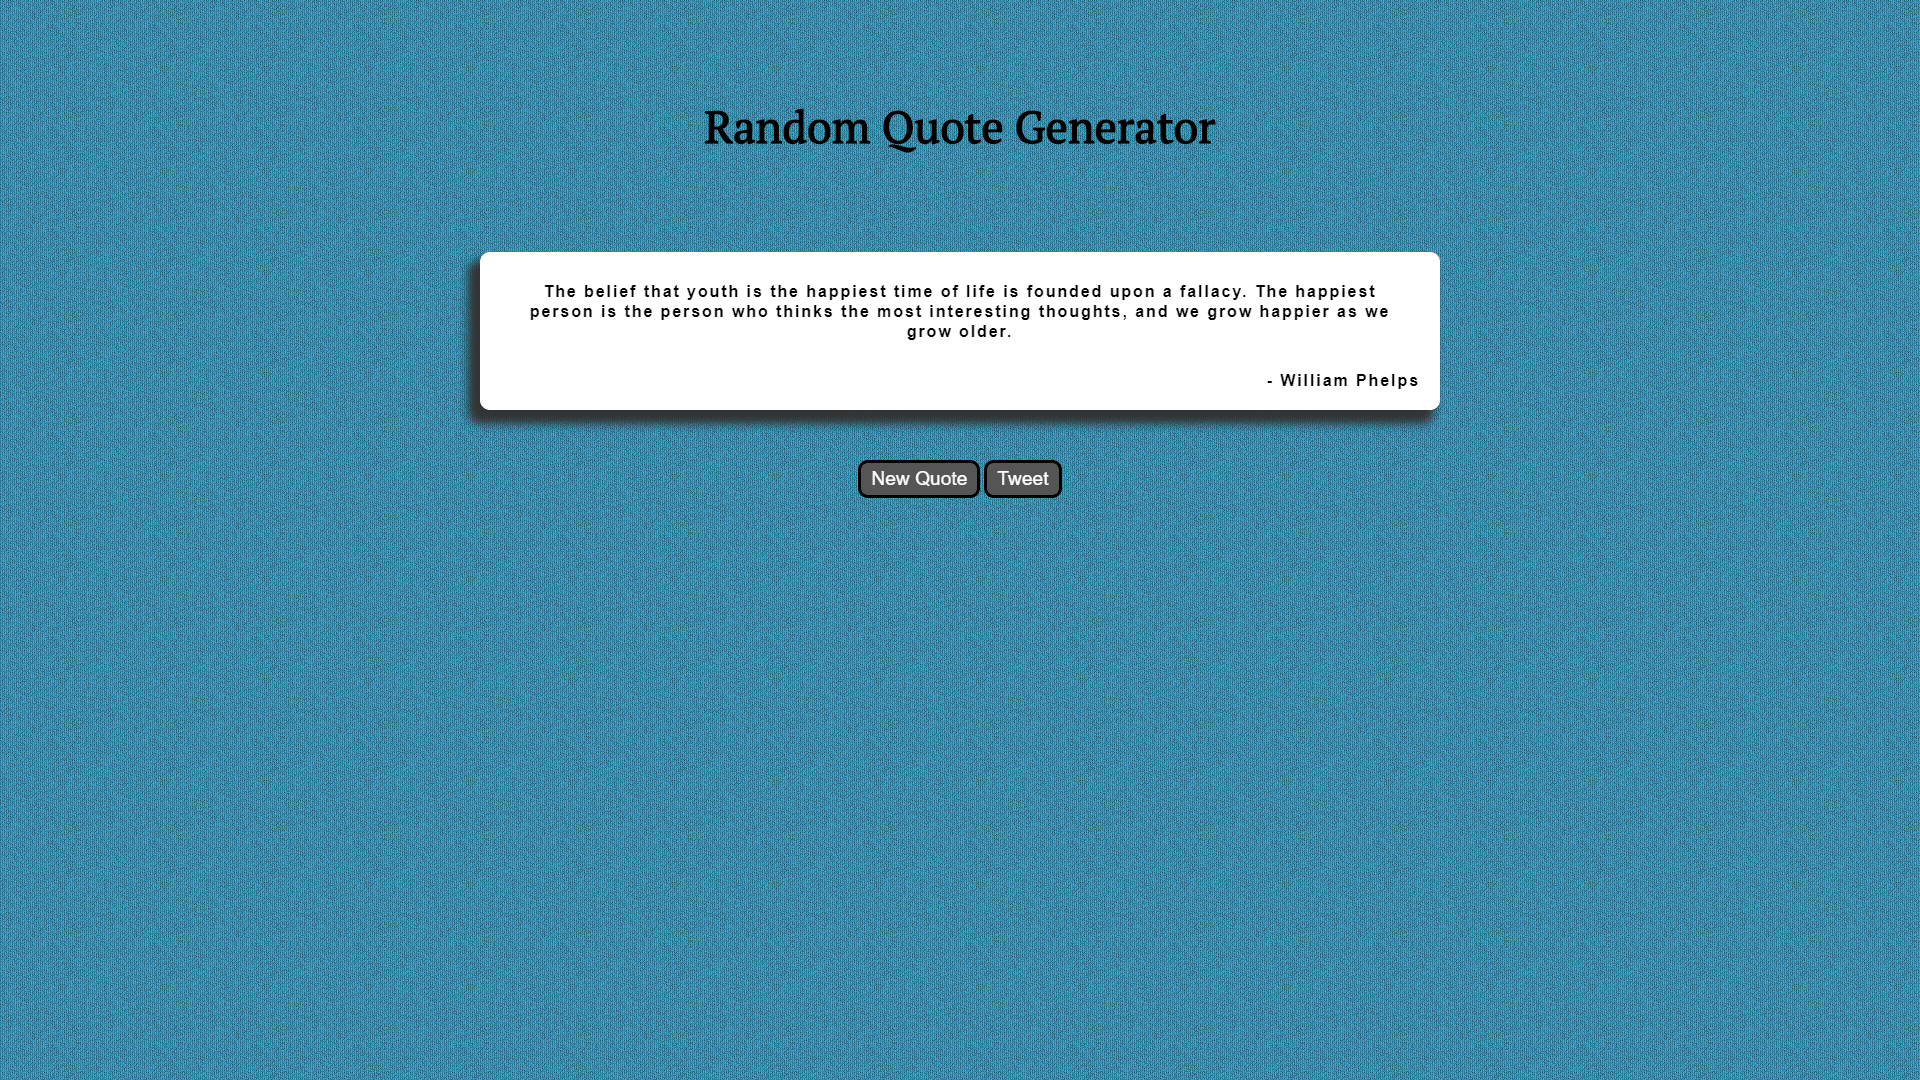 Random Quote Generator
The belief that youth is the happiest time of life is founded upon a fallacy. The happiest
person is the person who thinks the most interesting thoughts, and we grow happier as we
grow older.
- William Phelps
New Quote Tweet